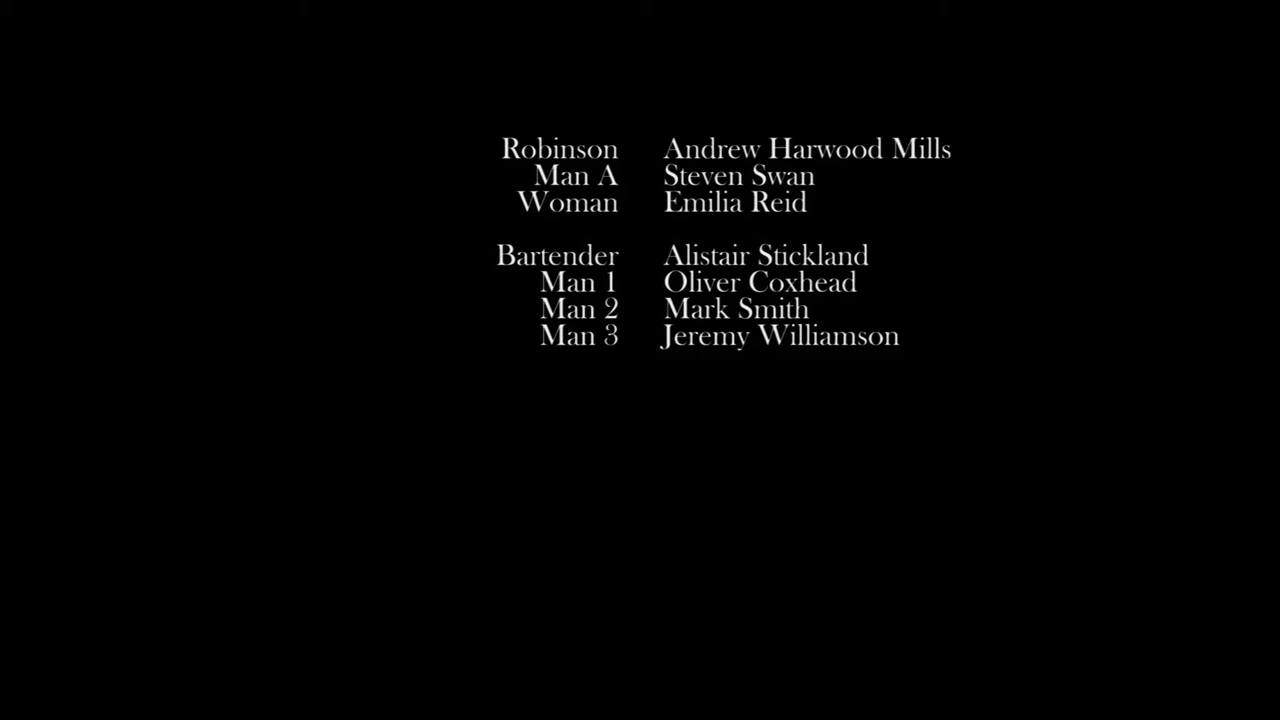 Robinson Andrew Harwood Mills
Man A Steven Swan
Woman Emilia Reid
Bartender Alistair Stickland
Man 1 Oliver Coxhead
Man 2 Mark Smith
Man 3 Jeremy Williamson